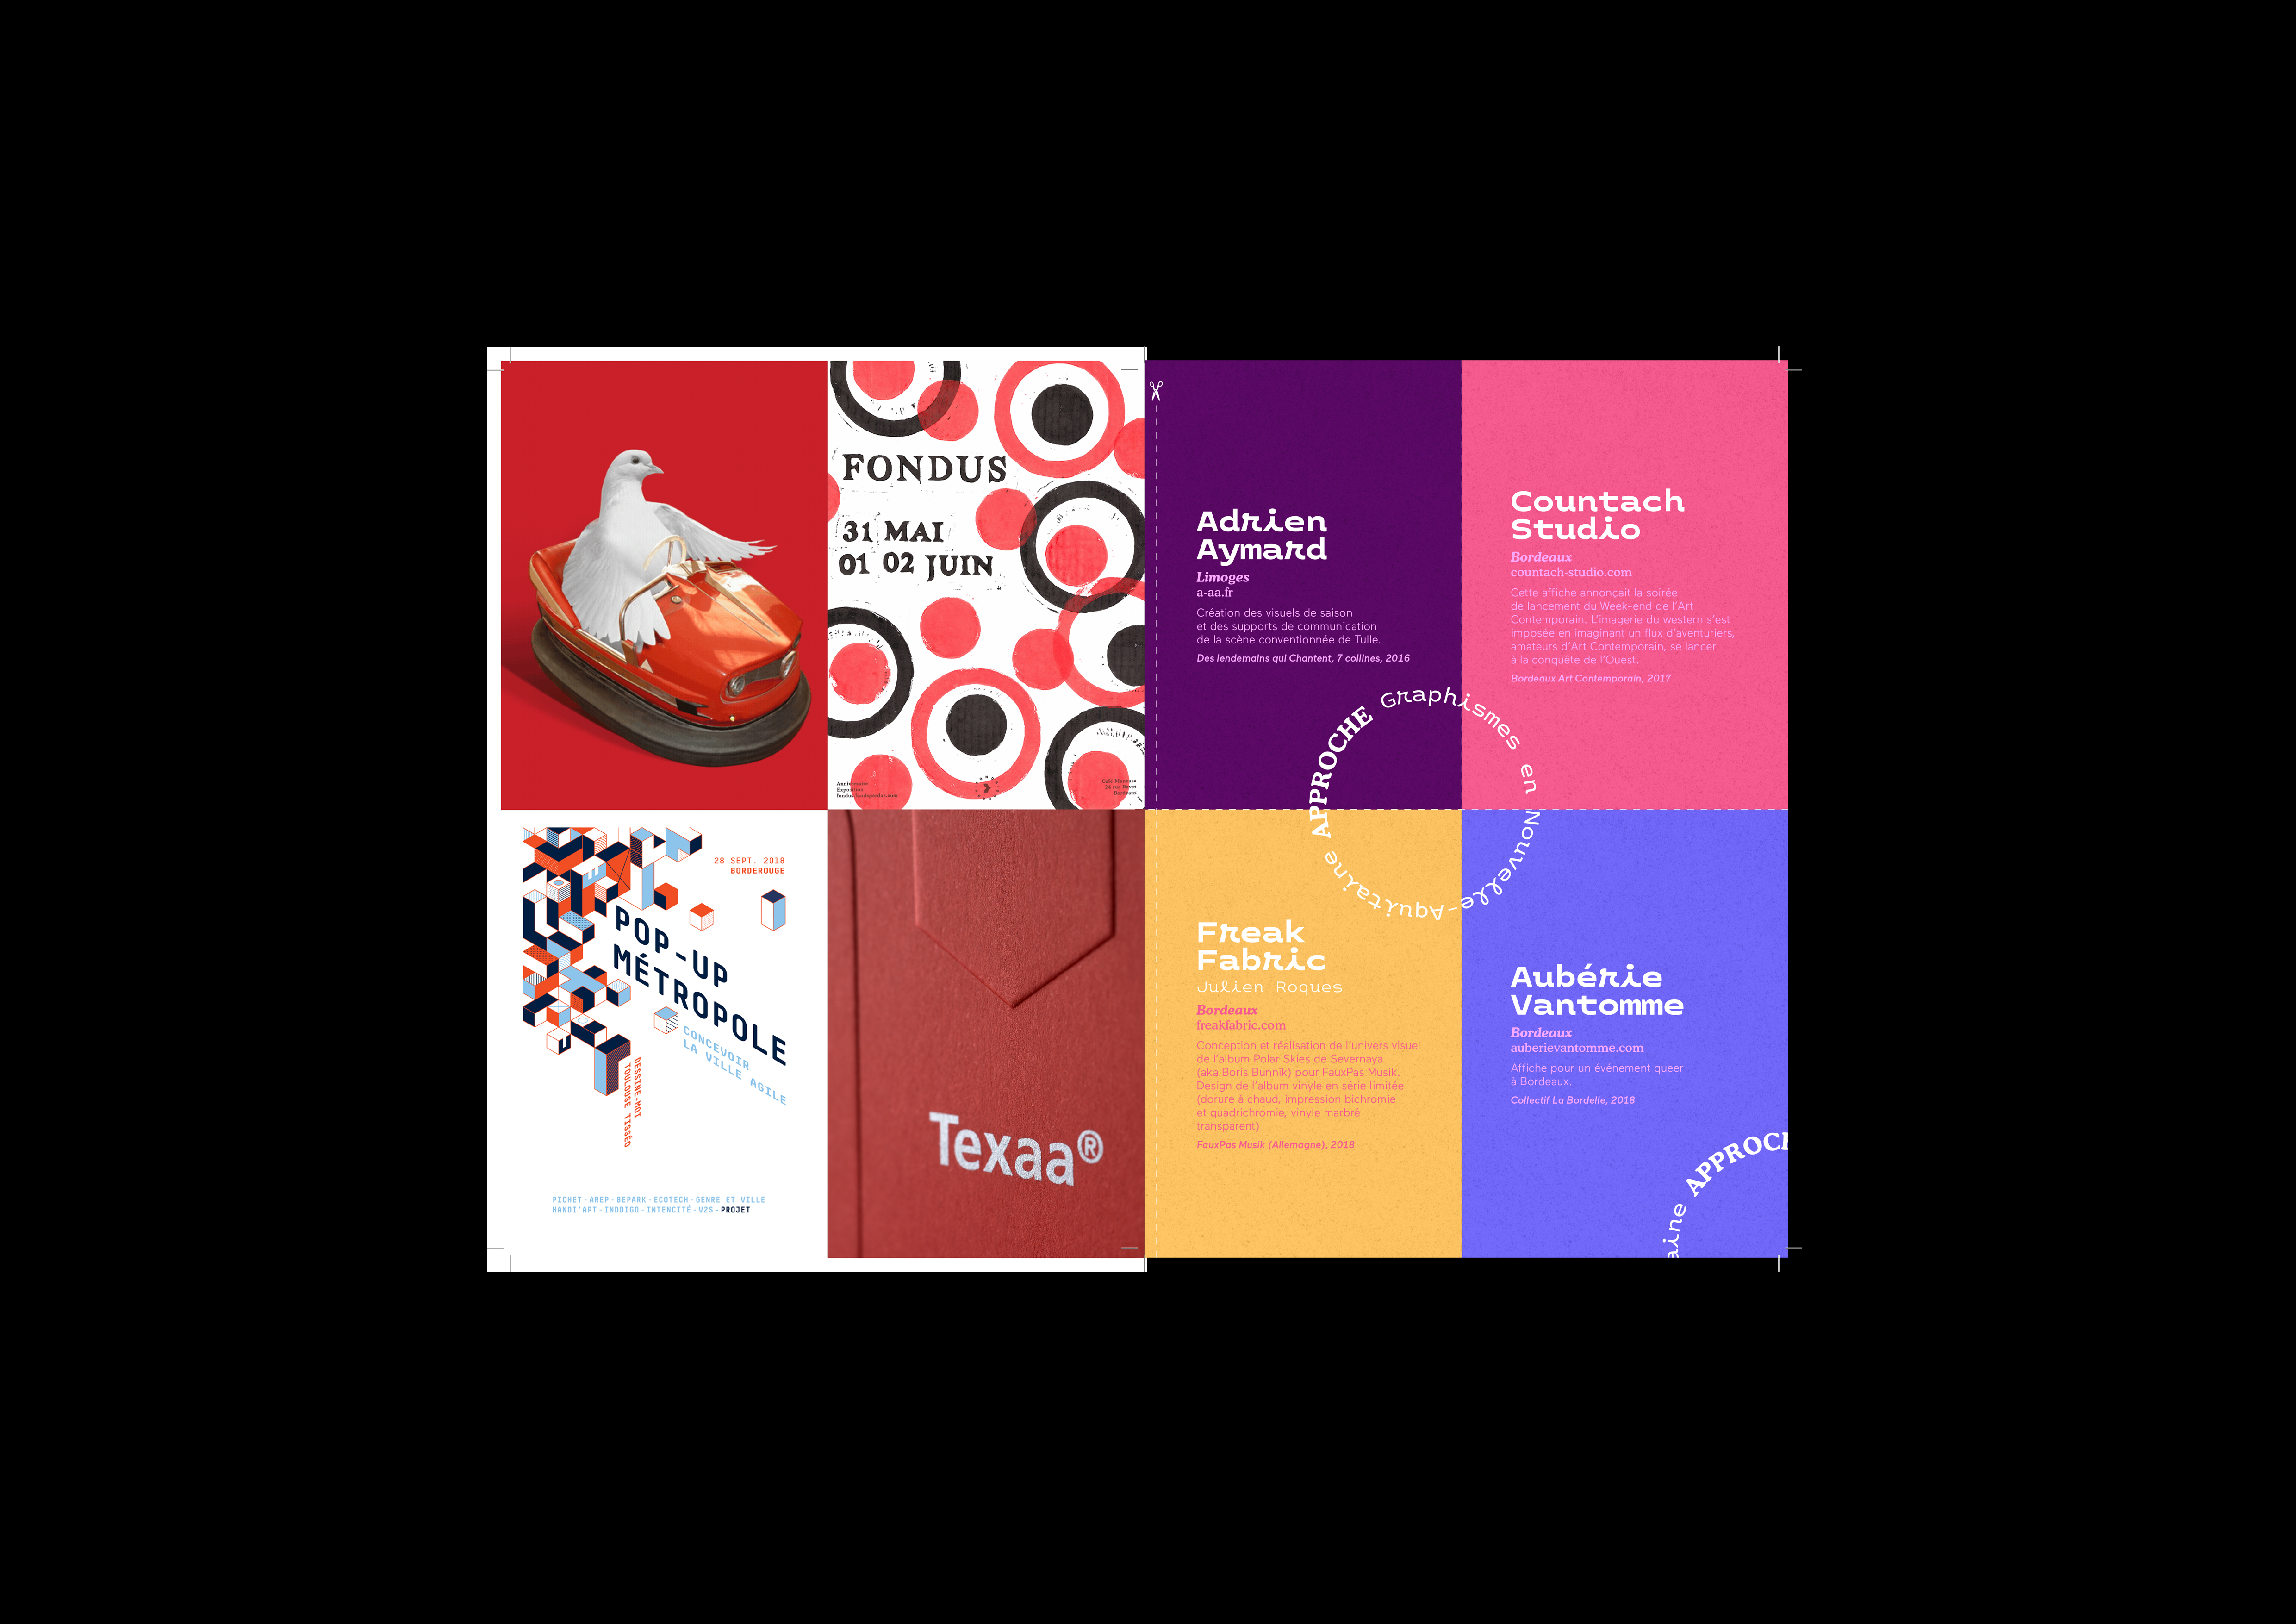 FONDUS
31 MAI
01 02 JUIN
Anniversaire
Exposition
Café Mancuso
Bordeaux
28 SEPT. 2018
BORDEROUGE
POP-UP
MÉTROPOLE
CONCEVOIR
LA VILLE AGILE
DESSINE-MOI
TOULOUSE TISSÉO
PICHET·AREP·BEPARK·ECOTECH·GENRE ET VILLE
HANDI'APT·INDDIGO·INTENCITÉ·V2S·PROJET
Texaa®
Adrien
Aymard
Limoges
a-aa.fr
Création des visuels de saison
et des supports de communication
de la scène conventionnée de Tulle.
Des lendemains qui Chantent, 7 collines, 2016
Countach
Studio
Bordeaux
countach-studio.com
Cette affiche annonçait la soirée
de lancement du Week-end de l'Art
Contemporain. L'imagerie du western s'est
imposée en imaginant un flux d'aventuriers,
amateurs d'Art Contemporain, se lancer
à la conquête de l'Ouest.
Bordeaux Art Contemporain, 2017
APPROCHE Graphismes en Nouvelle-Aquitaine
Freak
Fabric
Julien Roques
Bordeaux
freakfabric.com
Conception et réalisation de l'univers visuel
de l'album Polar Skies de Severnaya
(aka Boris Bunnik) pour FauxPas Musik.
Design de l'album vinyle en série limitée
(dorure à chaud, impression bichromie
et quadrichromie, vinyle marbré
transparent)
FauxPas Musik (Allemagne), 2018
Aubérie
Vantomme
Bordeaux
auberievantomme.com
Affiche pour un événement queer
à Bordeaux.
Collectif La Bordelle, 2018
aine APPROCH